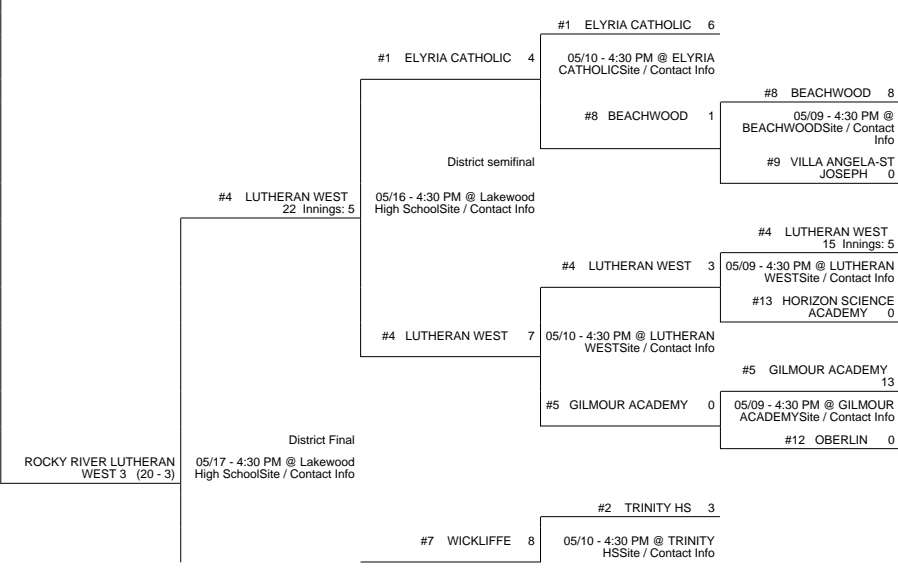 #1 ELYRIA CATHOLIC 6
#1 ELYRIA CATHOLIC 4
05/10 - 4:30 PM @ ELYRIA
CATHOLICSite / Contact Info
#8 BEACHWOOD 8
#8 BEACHWOOD 1
05/09 - 4:30 PM @
BEACHWOODSite / Contact
Info
District semifinal
#9 VILLA ANGELA-ST
JOSEPH 0
#4 LUTHERAN WEST
22 Innings: 5
05/16 - 4:30 PM @ Lakewood
High SchoolSite / Contact Info
#4 LUTHERAN WEST
15 Innings: 5
#4 LUTHERAN WEST 3
05/09 - 4:30 PM @ LUTHERAN
WESTSite / Contact Info
#13 HORIZON SCIENCE
ACADEMY 0
#4 LUTHERAN WEST 7
05/10 - 4:30 PM @ LUTHERAN
WESTSite / Contact Info
#5 GILMOUR ACADEMY
13
#5 GILMOUR ACADEMY 0
05/09 - 4:30 PM @ GILMOUR
ACADEMYSite / Contact Info
#12 OBERLIN 0
District Final
ROCKY RIVER LUTHERAN
WEST 3 (20 - 3)
05/17 - 4:30 PM @ Lakewood
High SchoolSite / Contact Info
#2 TRINITY HS 3
#7 WICKLIFFE 8
05/10 - 4:30 PM @ TRINITY
HSSite / Contact Info